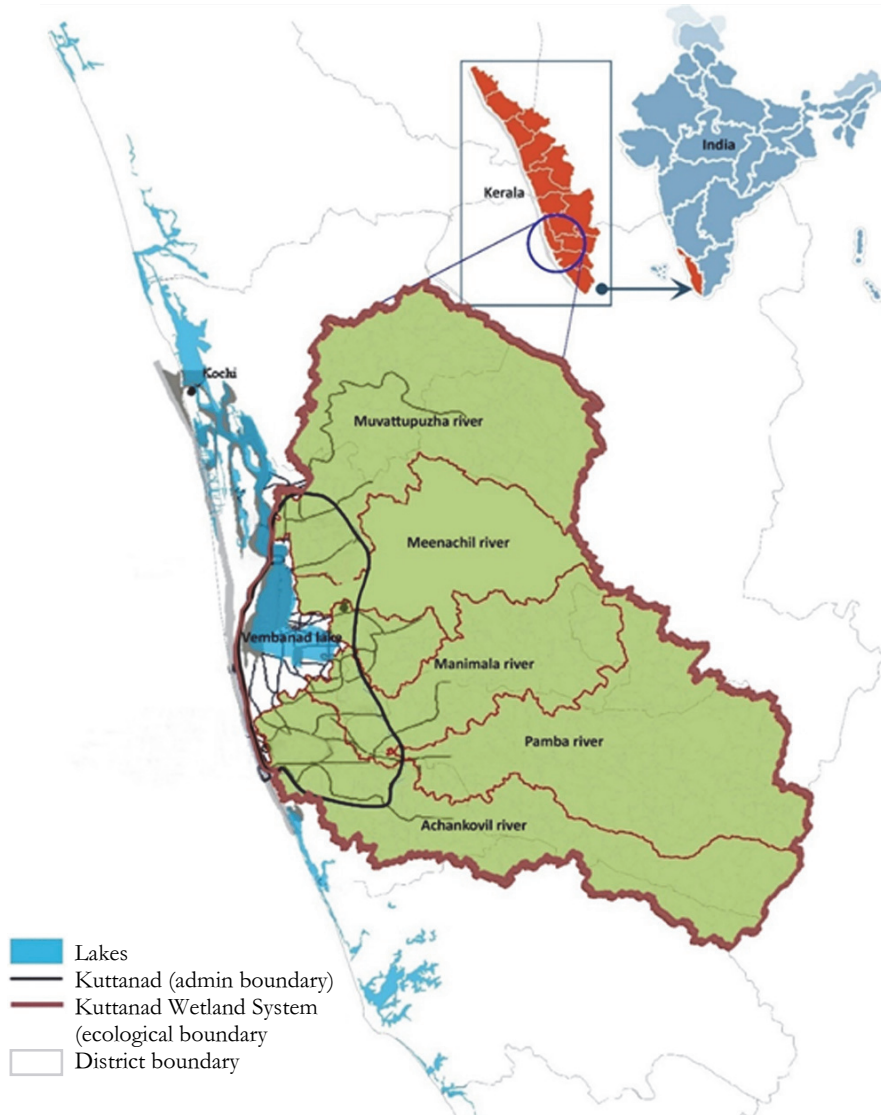 India
Kerala
Kochi
Muvattupuzha river
Meenachil river
Vembanad lake
Manimala river
Pamba river
Achankovil river
Lakes
Kuttanad (admin boundary)
Kuttanad Wetland System
(ecological boundary
District boundary